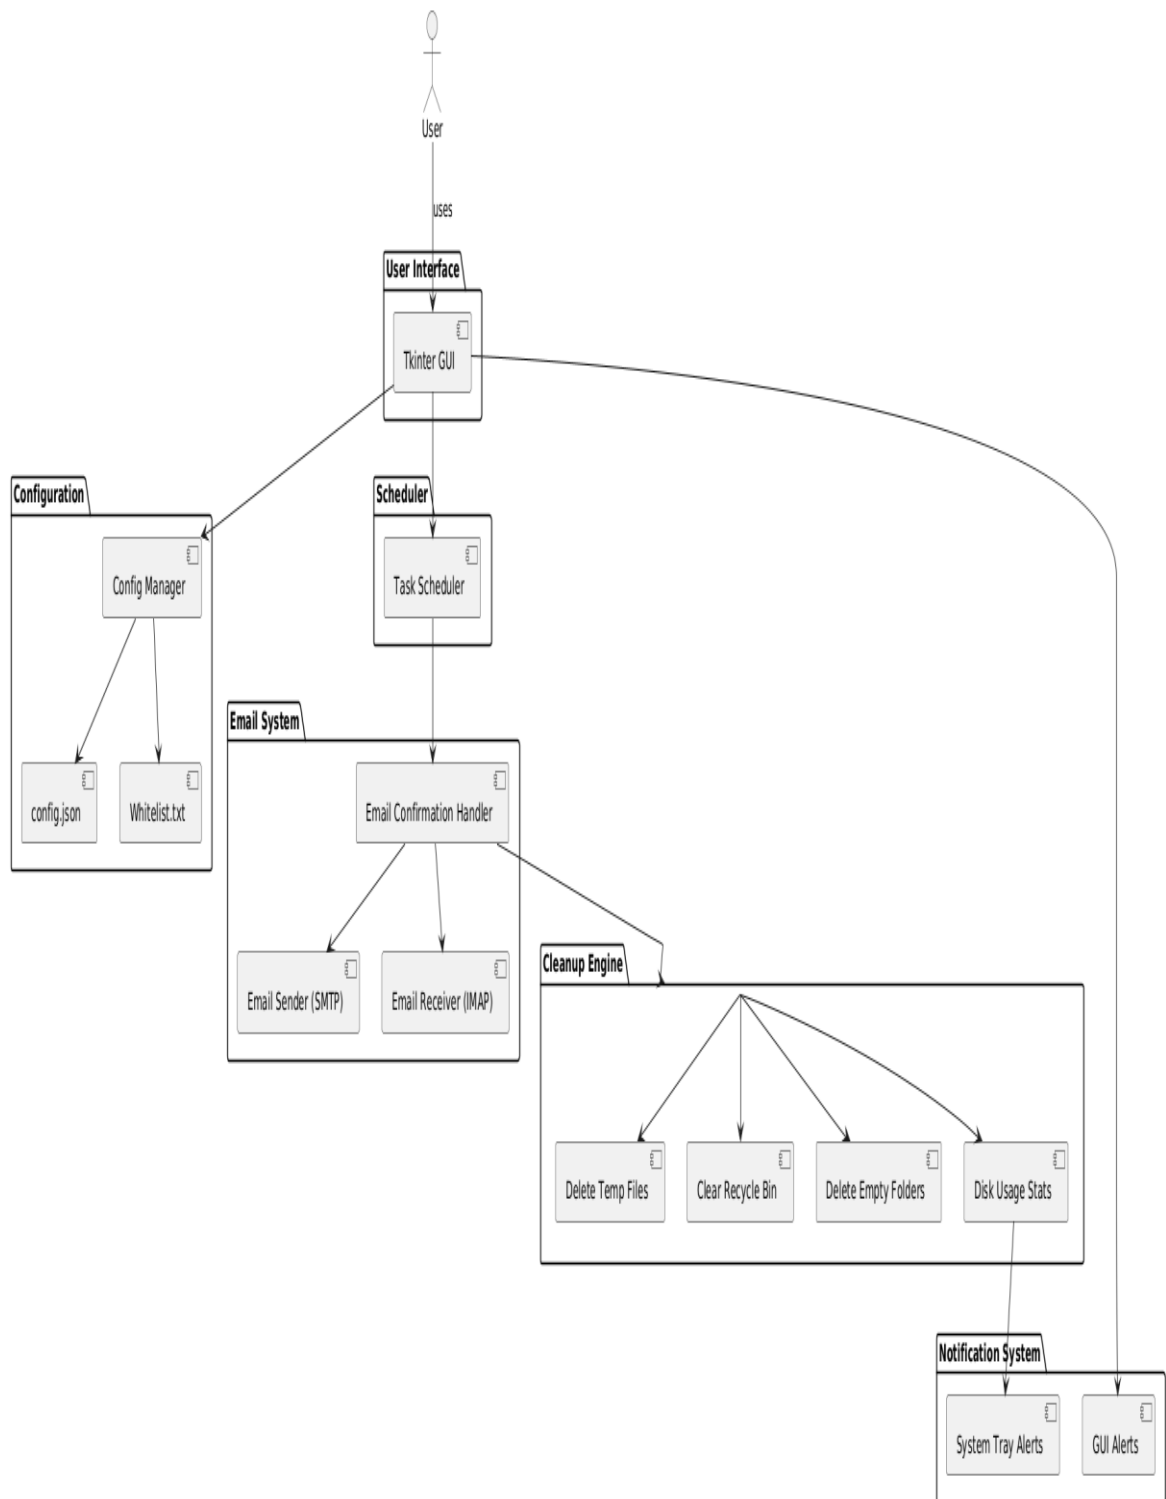 User
uses
User Interface
Tkinter GUI
Configuration
Scheduler
Config Manager
Task Scheduler
Email System
config.json
Whitelist.txt
Email Confirmation Handler
Cleanup Engine
Email Sender (SMTP)
Email Receiver (IMAP)
Delete Temp Files
Clear Recycle Bin
Delete Empty Folders
Disk Usage Stats
Notification System
System Tray Alerts
GUI Alerts